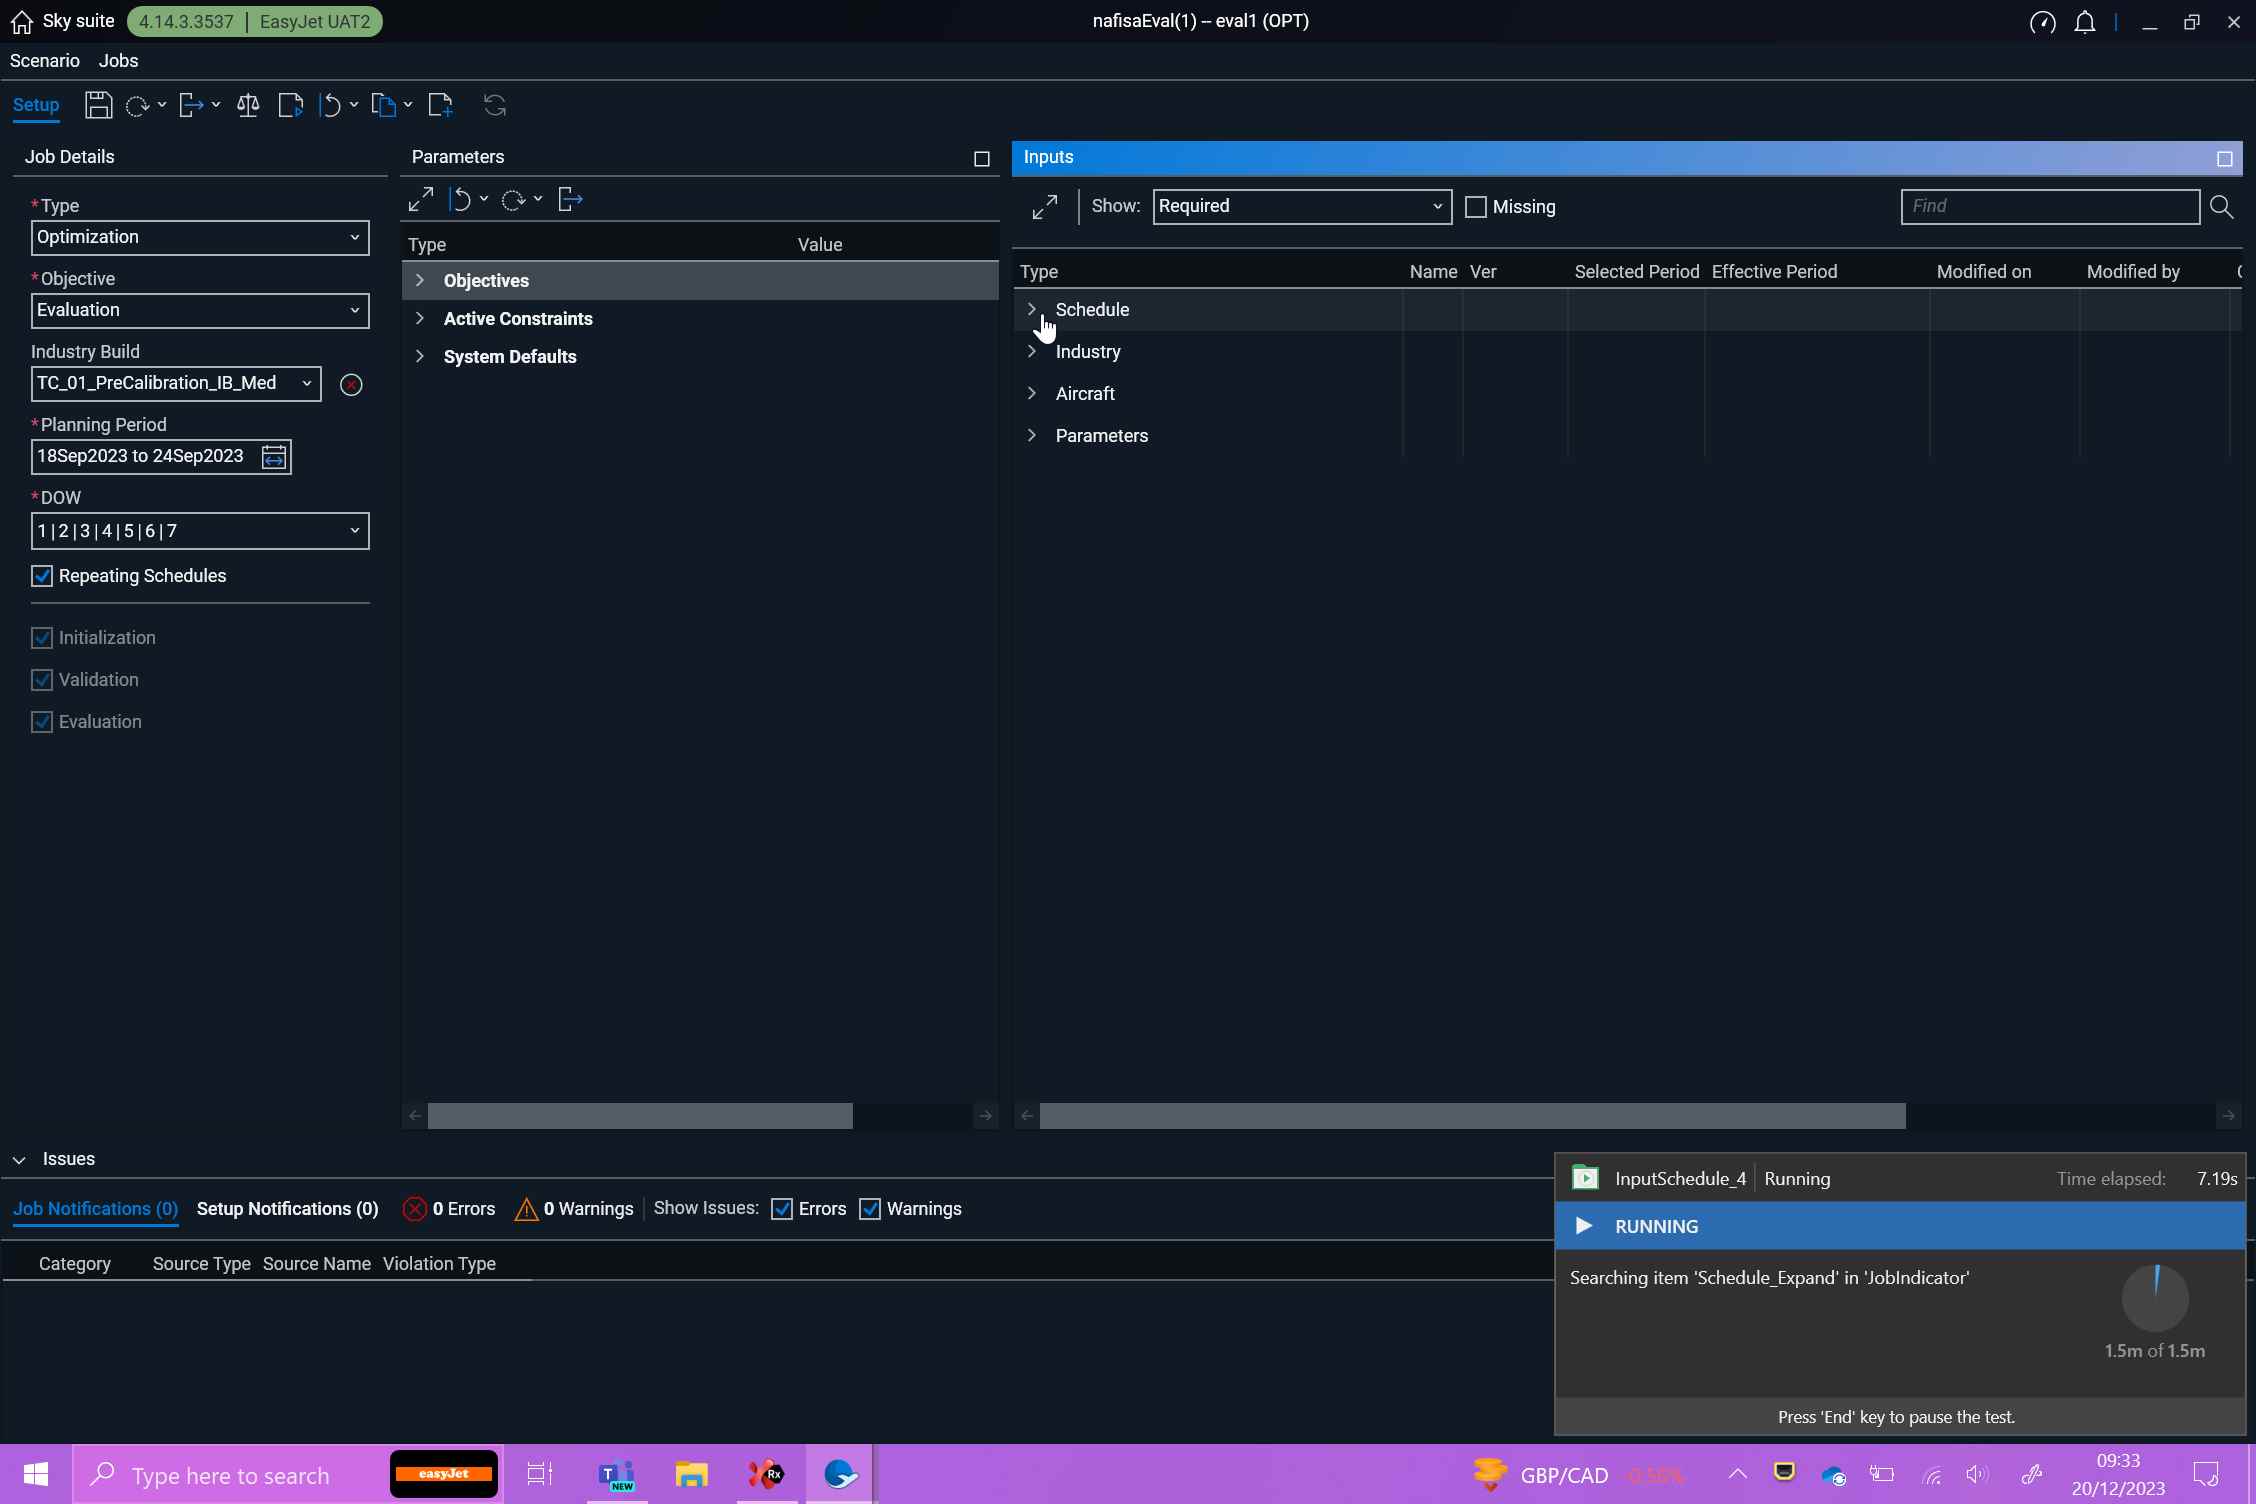 Sky suite 4.14.3.3537 | EasyJet UAT2 nafisaEval(1) -- eval1 (OPT)
Scenario Jobs
Setup
Job Details
*Type
Optimization
*Objective
Evaluation
Industry Build
TC_01_PreCalibration_IB_Med
*Planning Period
18Sep2023 to 24Sep2023
*DOW
1|2|3|4|5|6|7
Repeating Schedules
Initialization
Validation
Evaluation
Parameters
Type Value
Objectives
Active Constraints
System Defaults
Inputs
Show: Required Missing Find
Type Name Ver Selected Period Effective Period Modified on Modified by
Schedule
Industry
Aircraft
Parameters
Issues
Job Notifications (0) Setup Notifications (0) 0 Errors 0 Warnings Show Issues: Errors Warnings
Category Source Type Source Name Violation Type
InputSchedule_4 | Running Time elapsed: 7.19s
RUNNING
Searching item 'Schedule_Expand' in 'JobIndicator'
1.5m of 1.5m
Press 'End' key to pause the test.
Type here to search easyJet T NEW Rx GBP/CAD -0.56% 09:33
20/12/2023